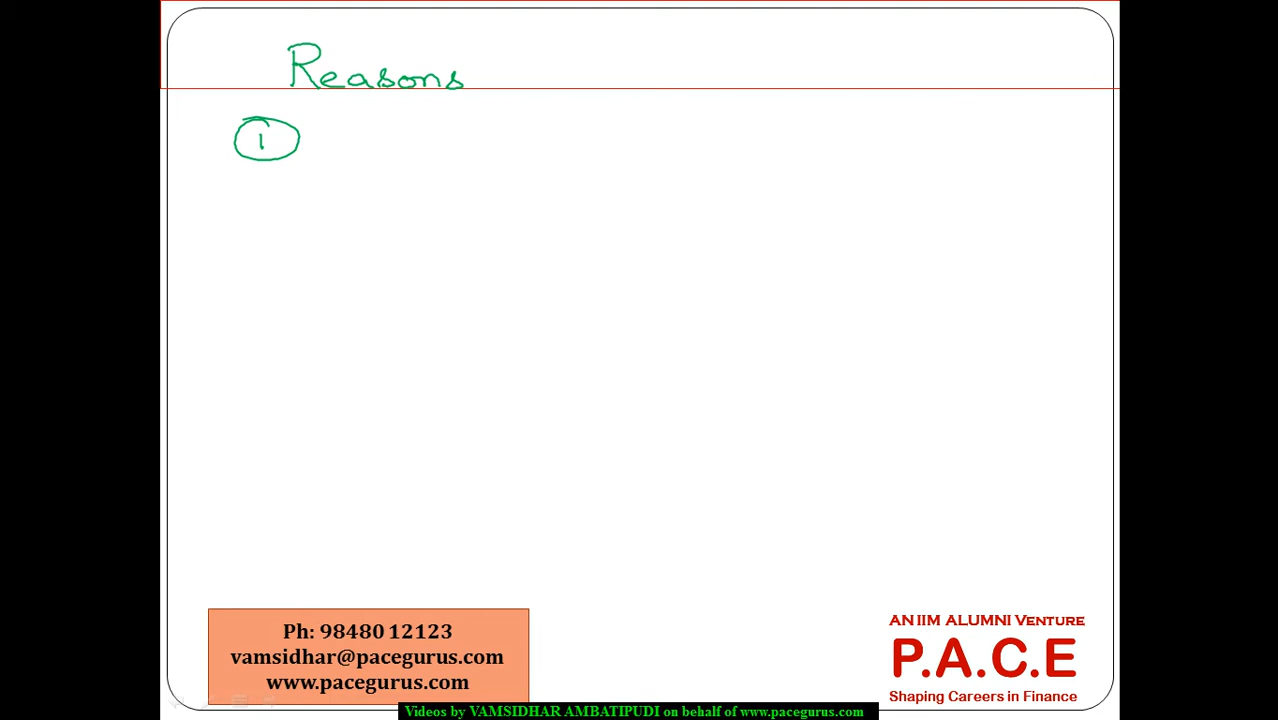 Reasons
1
Ph: 98480 12123
vamsidhar@pacegurus.com
www.pacegurus.com
AN IIM ALUMNI VENTURE
P.A.C.E
Shaping Careers in Finance
Videos by VAMSIDHAR AMBATIPUDI on behalf of www.pacegurus.com